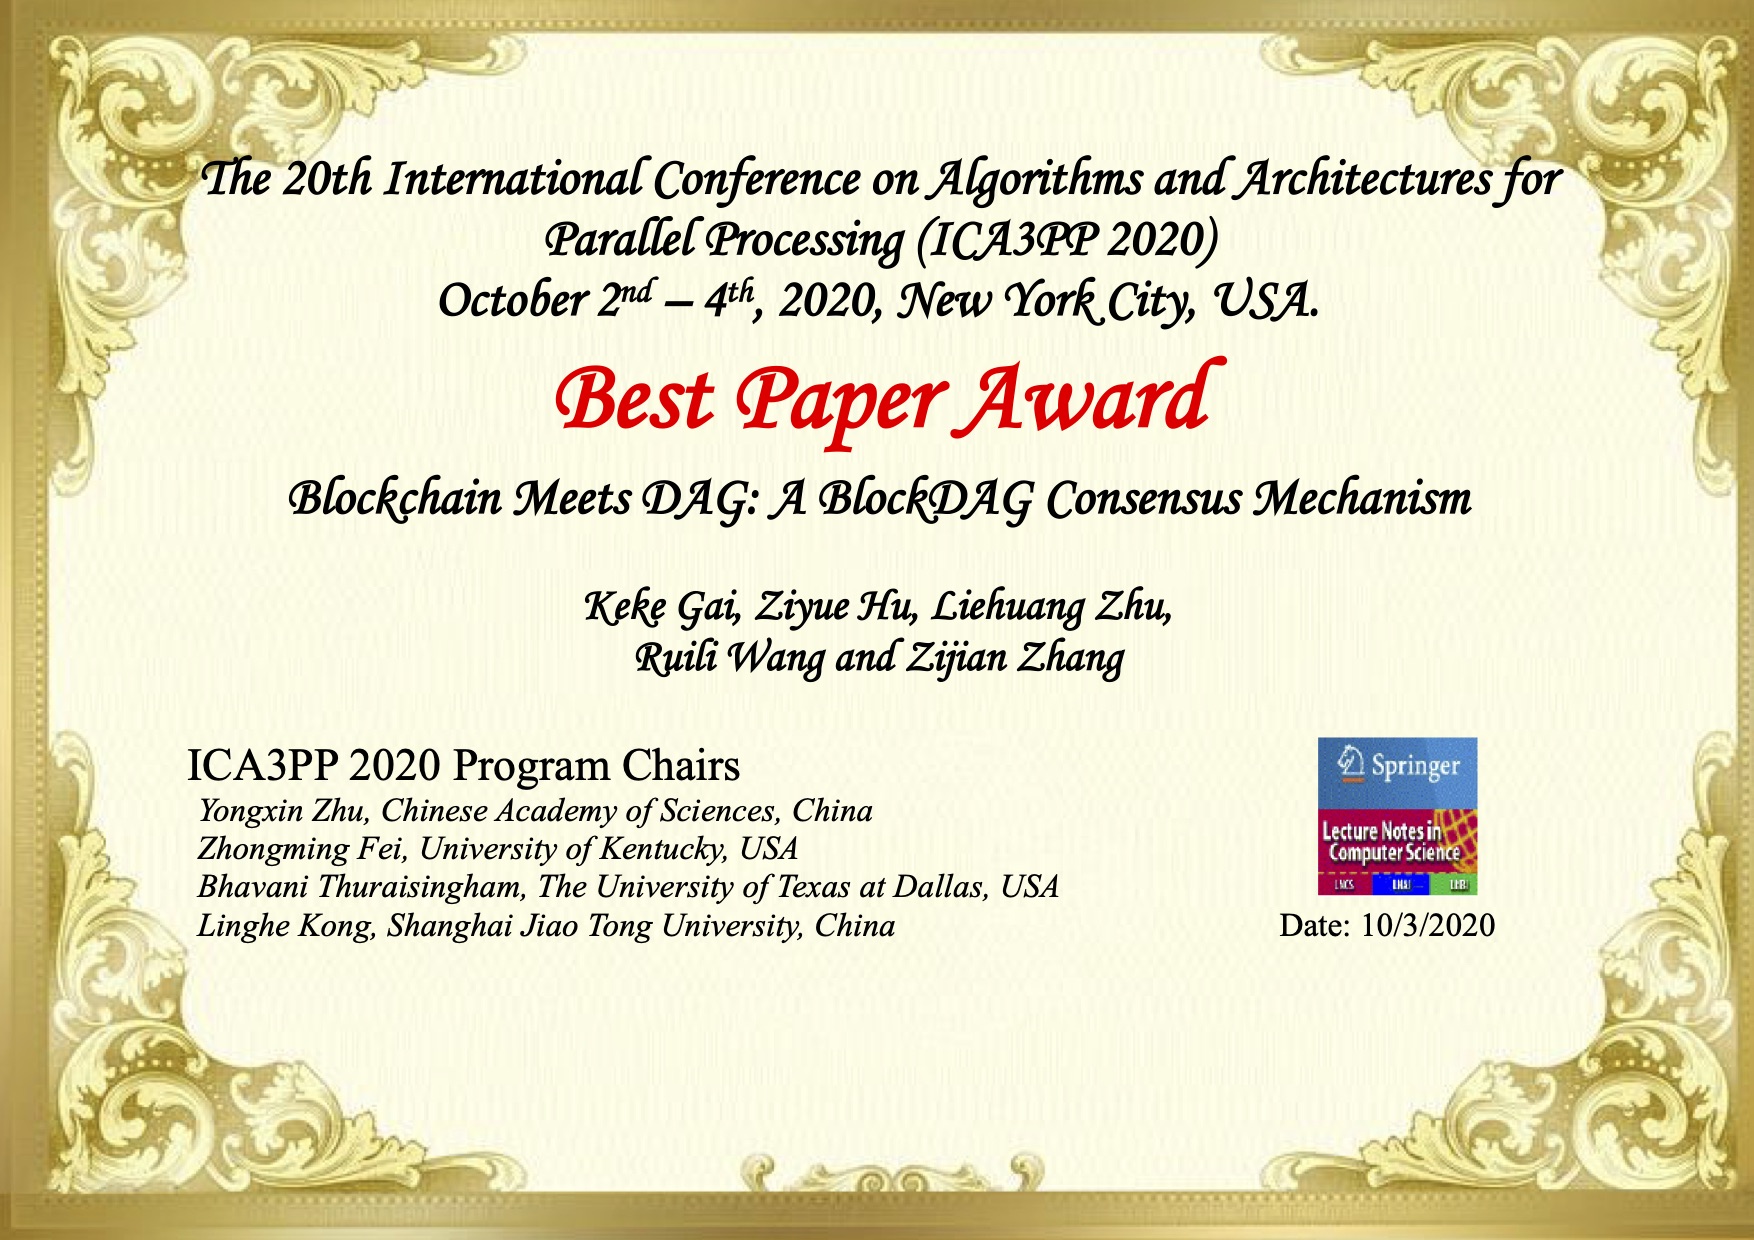 The 20th International Conference on Algorithms and Architectures for
Parallel Processing (ICA3PP 2020)
October 2nd – 4th, 2020, New York City, USA.
Best Paper Award
Blockchain Meets DAG: A BlockDAG Consensus Mechanism
Keke Gai, Ziyue Hu, Liehuang Zhu,
Ruili Wang and Zijian Zhang
ICA3PP 2020 Program Chairs
Yongxin Zhu, Chinese Academy of Sciences, China
Zhongming Fei, University of Kentucky, USA
Bhavani Thuraisingham, The University of Texas at Dallas, USA
Linghe Kong, Shanghai Jiao Tong University, China
Springer
Lecture Notes in
Computer Science
LNCS LNAI LNBI
Date: 10/3/2020